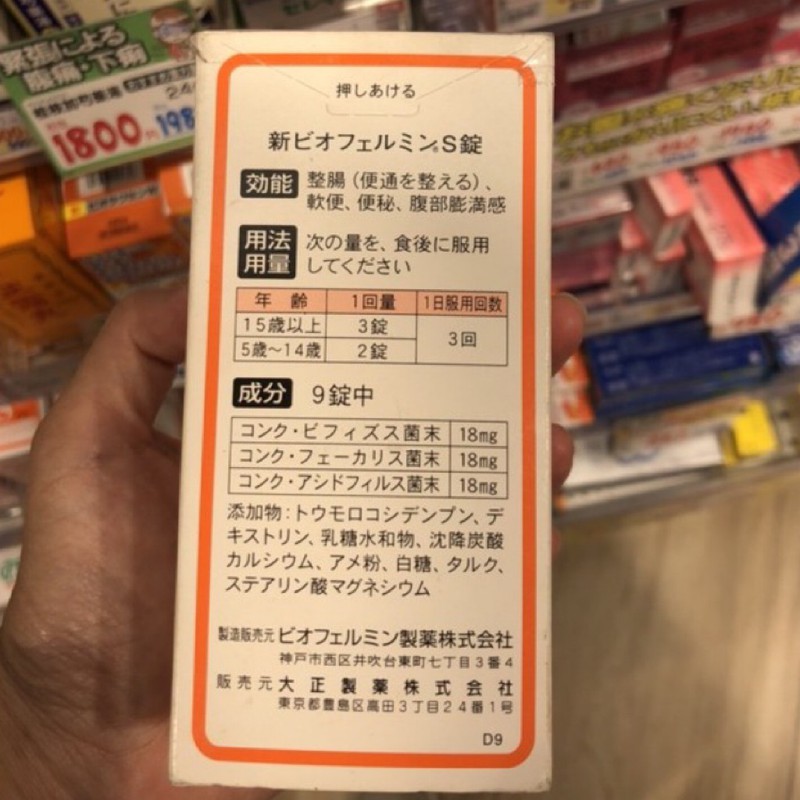 緊張による
腹痛・下痢
1800
198
押しあける
新ビオフェルミン®S錠
効能 整腸（便通を整える）、
軟便、便秘、腹部膨満感
用法 用量 次の量を、食後に服用
してください
年齢 1回量 1日服用回数
15歳以上 3錠 3回
5歳～14歳 2錠
成分 9錠中
コンク・ビフィズス菌末 18mg
コンク・フェーカリス菌末 18mg
コンク・アシドフィルス菌末 18mg
添加物：トウモロコシデンプン、デ
キストリン、乳糖水和物、沈降炭酸
カルシウム、アメ粉、白糖、タルク、
ステアリン酸マグネシウム
製造販売元 ビオフェルミン製薬株式会社
神戸市西区井吹台東町七丁目3番4
販売元 大正製薬株式会社
東京都豊島区高田3丁目24番1号
D9